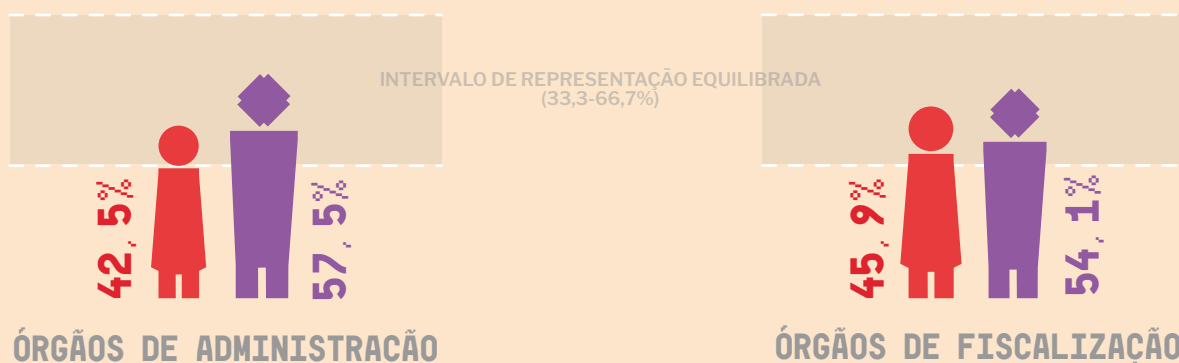 INTERVALO DE REPRESENTAÇÃO EQUILIBRADA
(33,3-66,7%)
42,5%
57,5%
45,9%
54,1%
ÓRGÃOS DE ADMINISTRAÇÃO
ÓRGÃOS DE FISCALIZAÇÃO